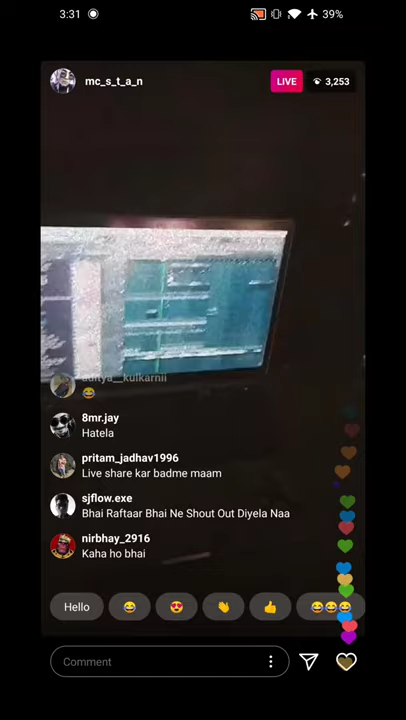 3:31
39%
mc_s_t_a_n
LIVE
3,253
aditya__kulkarnii
😂
8mr.jay
Hatela
pritam_jadhav1996
Live share kar badme maam
sjflow.exe
Bhai Raftaar Bhai Ne Shout Out Diyela Naa
nirbhay_2916
Kaha ho bhai
Hello 😂 😍 👏 👍 😂😂😂
Comment